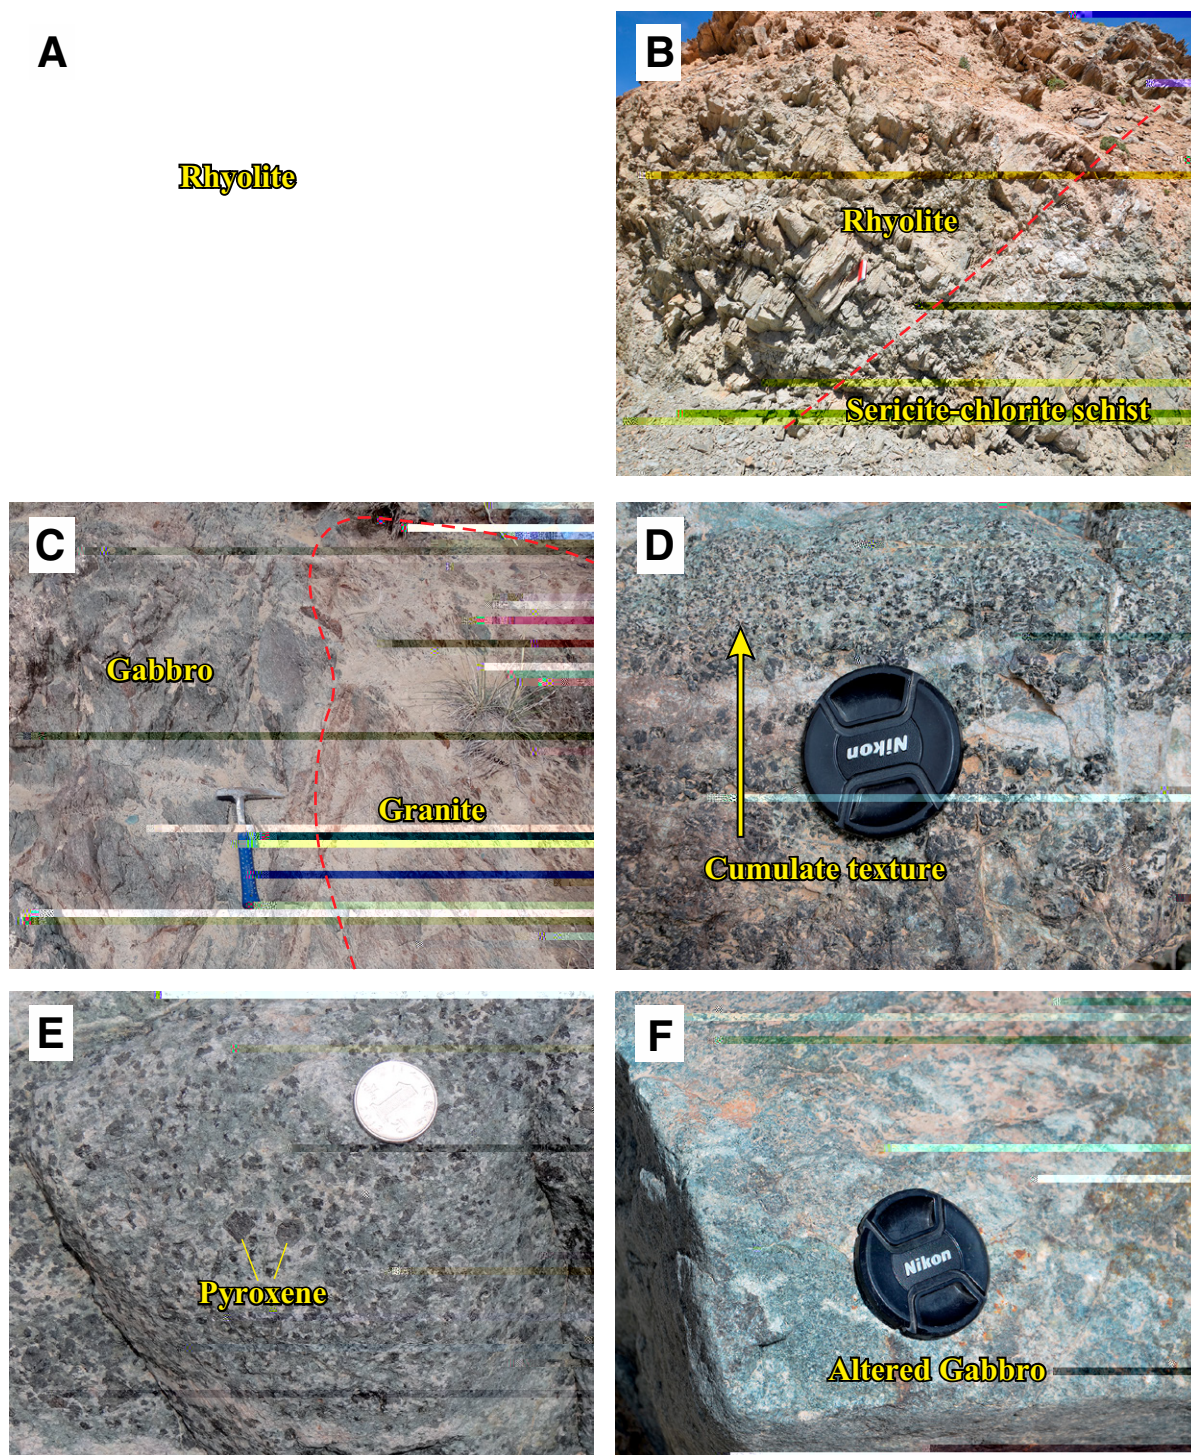 A
Rhyolite
B
Rhyolite
Sericite-chlorite schist
C
Gabbro
Granite
D
Nikon
Cumulate texture
E
Pyroxene
F
Nikon
Altered Gabbro